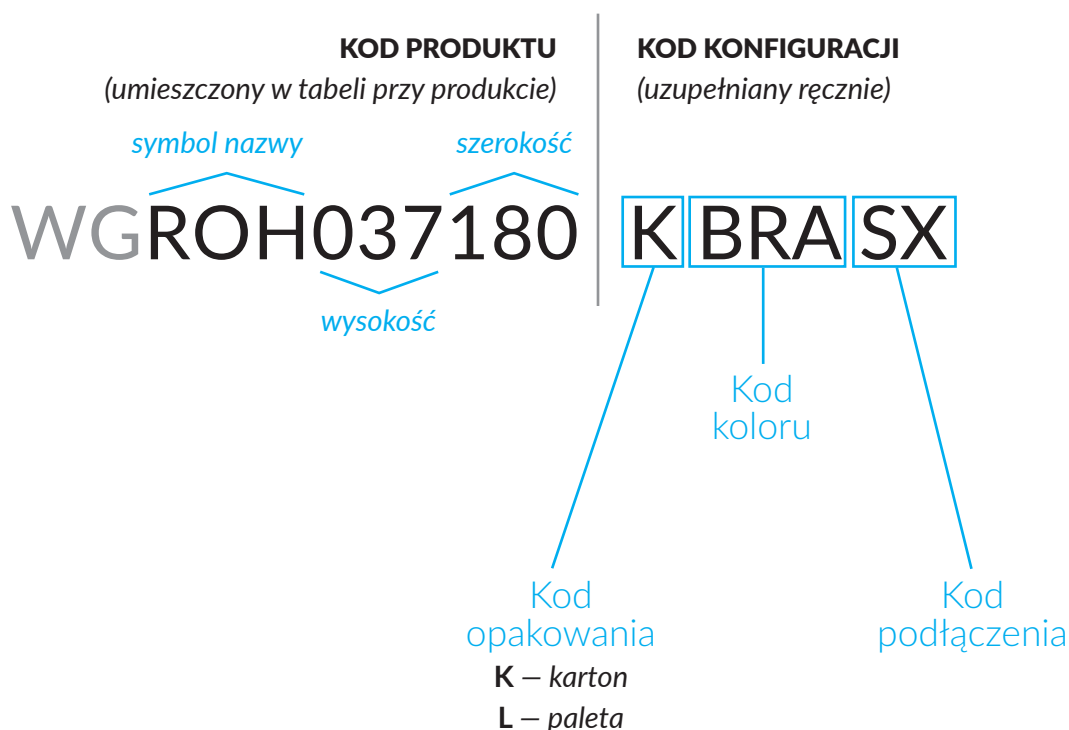 KOD PRODUKTU
(umieszczony w tabeli przy produkcie)
KOD KONFIGURACJI
(uzupełniany ręcznie)
symbol nazwy
szerokość
WGROH037180 K BRA SX
wysokość
Kod
koloru
Kod
opakowania
K – karton
L – paleta
Kod
podłączenia